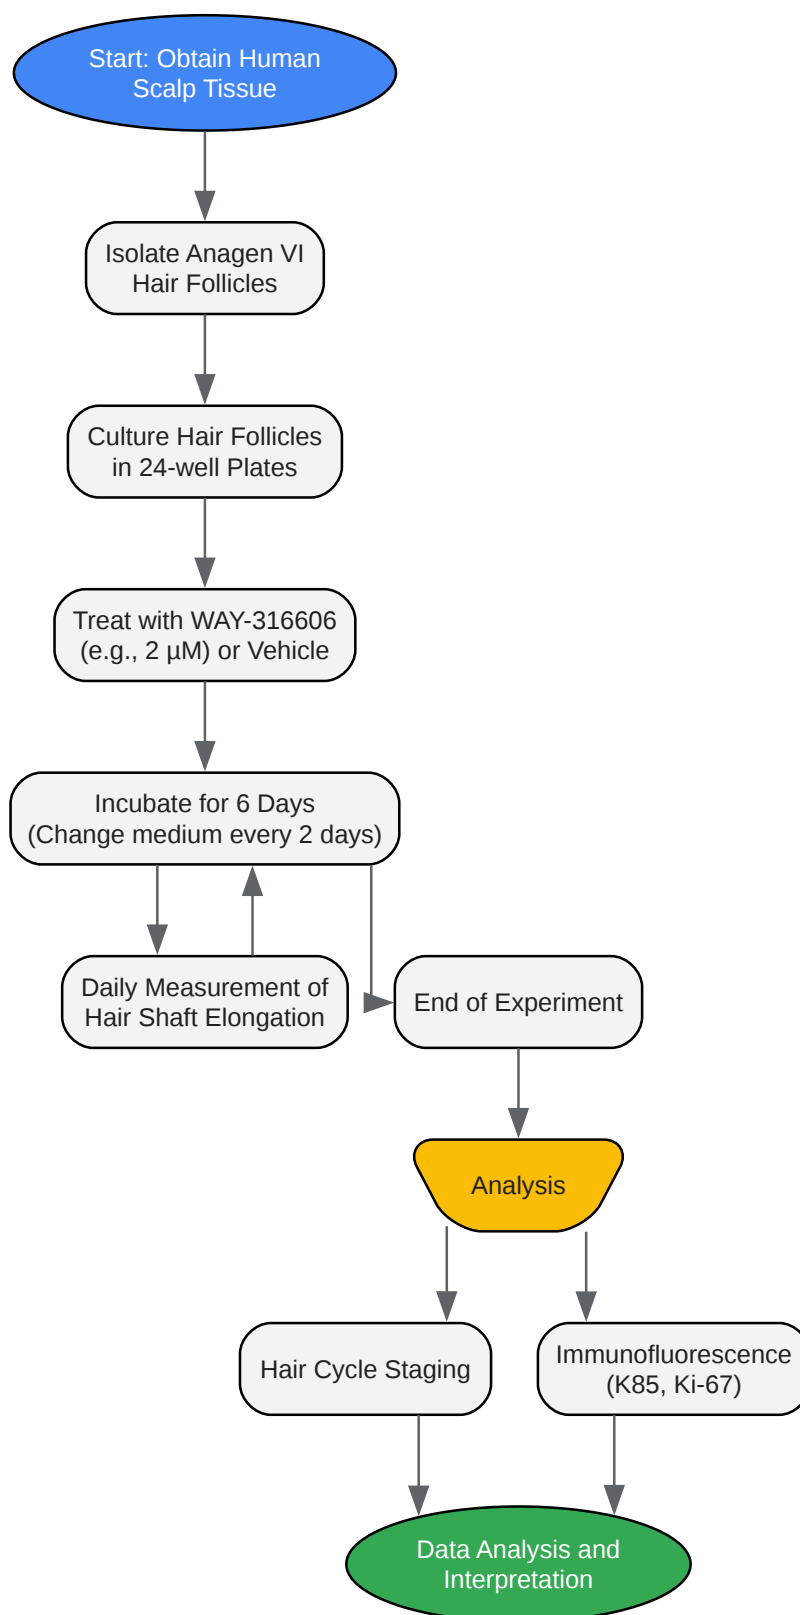 Start: Obtain Human
Scalp Tissue
Isolate Anagen VI
Hair Follicles
Culture Hair Follicles
in 24-well Plates
Treat with WAY-316606
(e.g., 2 µM) or Vehicle
Incubate for 6 Days
(Change medium every 2 days)
Daily Measurement of
Hair Shaft Elongation
End of Experiment
Analysis
Hair Cycle Staging
Immunofluorescence
(K85, Ki-67)
Data Analysis and
Interpretation